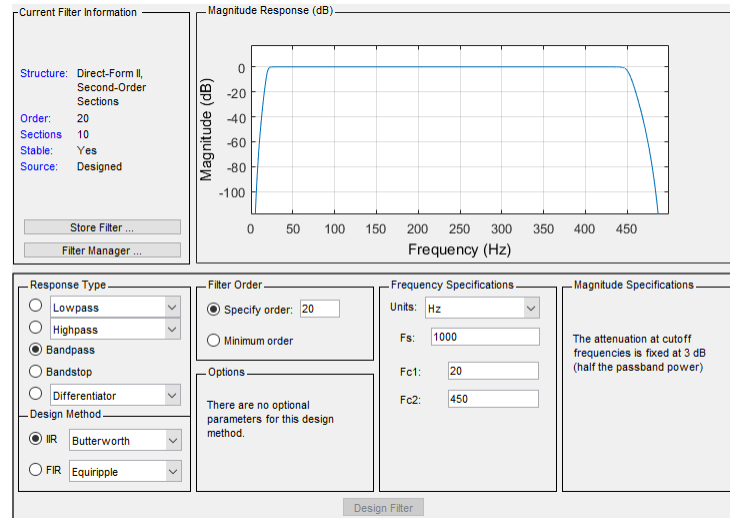 Current Filter Information
Structure: Direct-Form II,
Second-Order
Sections
Order: 20
Sections 10
Stable: Yes
Source: Designed
Store Filter ...
Filter Manager ...
Magnitude Response (dB)
Magnitude (dB)
0
-20
-40
-60
-80
-100
0 50 100 150 200 250 300 350 400 450
Frequency (Hz)
Response Type
Lowpass
Highpass
Bandpass
Bandstop
Differentiator
Design Method
IIR Butterworth
FIR Equiripple
Filter Order
Specify order: 20
Minimum order
Options
There are no optional
parameters for this design
method.
Frequency Specifications
Units: Hz
Fs: 1000
Fc1: 20
Fc2: 450
Magnitude Specifications
The attenuation at cutoff
frequencies is fixed at 3 dB
(half the passband power)
Design Filter